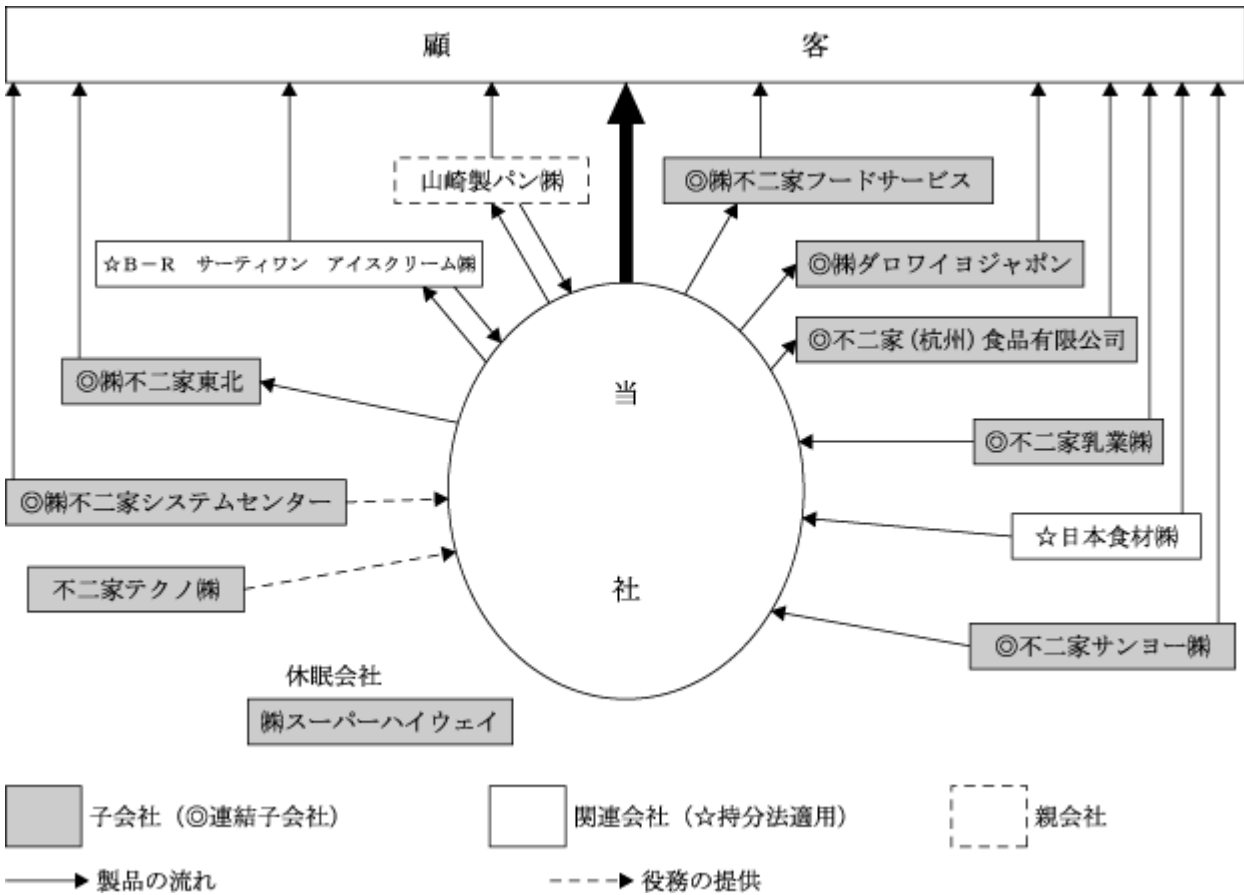 顧 客
山崎製パン㈱
◎㈱不二家フードサービス
☆B－R サーティワン アイスクリーム㈱
◎㈱ダロワイヨジャポン
◎不二家（杭州）食品有限公司
◎㈱不二家東北
当
◎不二家乳業㈱
◎㈱不二家システムセンター
☆日本食材㈱
不二家テクノ㈱
社
◎不二家サンヨー㈱
休眠会社
㈱スーパーハイウェイ
子会社（◎連結子会社） 関連会社（☆持分法適用） 親会社
製品の流れ 役務の提供